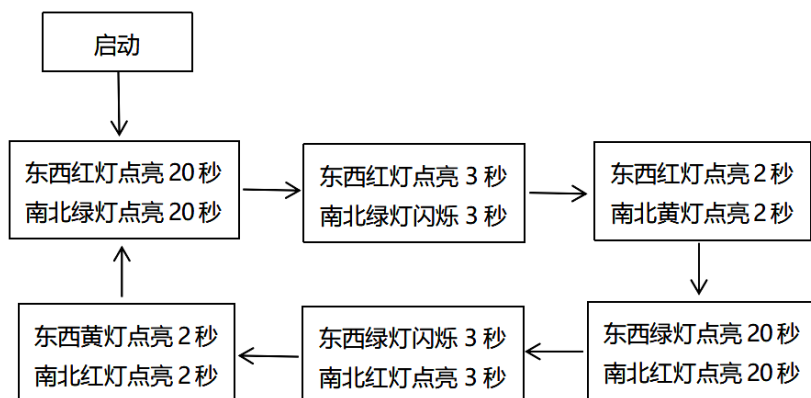 启动
东西红灯点亮 20 秒
南北绿灯点亮 20 秒
东西红灯点亮 3 秒
南北绿灯闪烁 3 秒
东西红灯点亮 2 秒
南北黄灯点亮 2 秒
东西绿灯点亮 20 秒
南北红灯点亮 20 秒
东西绿灯闪烁 3 秒
南北红灯点亮 3 秒
东西黄灯点亮 2 秒
南北红灯点亮 2 秒